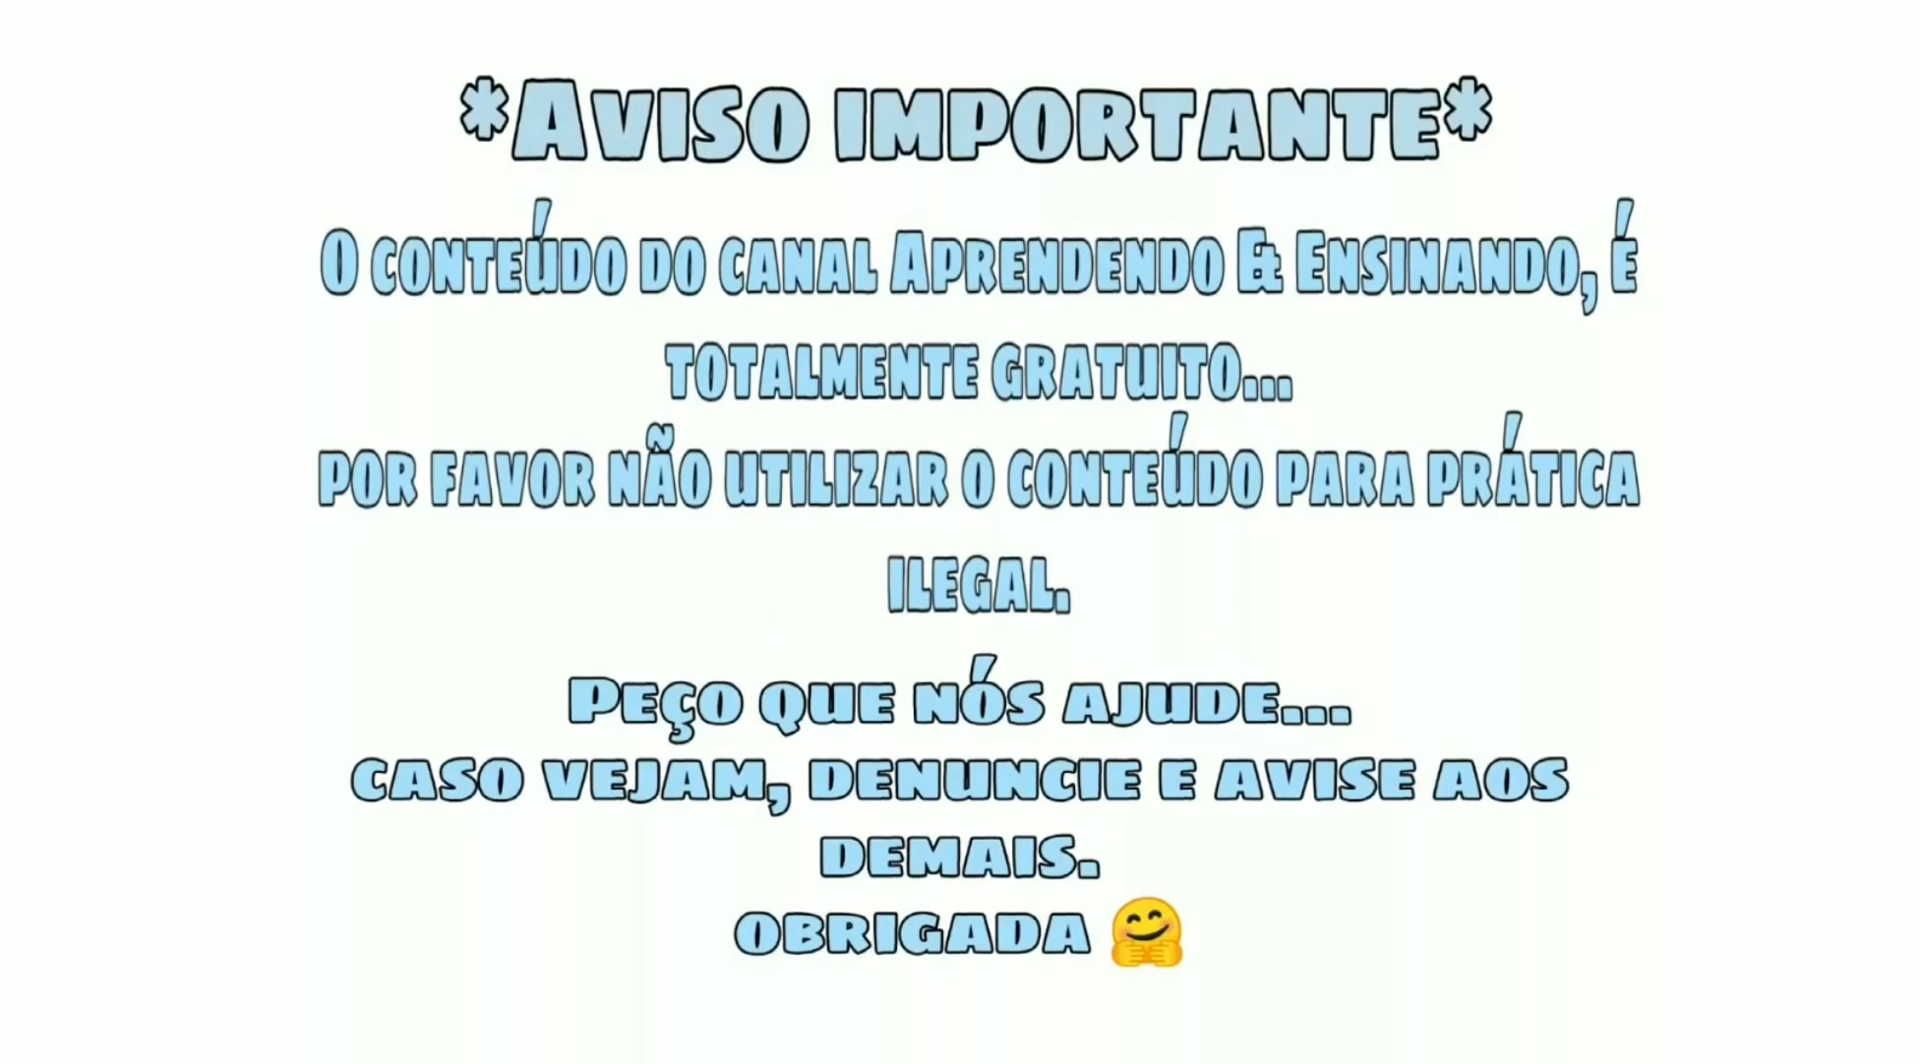 *Aviso importante*
O conteúdo do canal Aprendendo & Ensinando, é
totalmente gratuito...
por favor não utilizar o conteúdo para prática
ilegal.
Peço que nós ajude...
caso vejam, denuncie e avise aos
demais.
obrigada 🤗